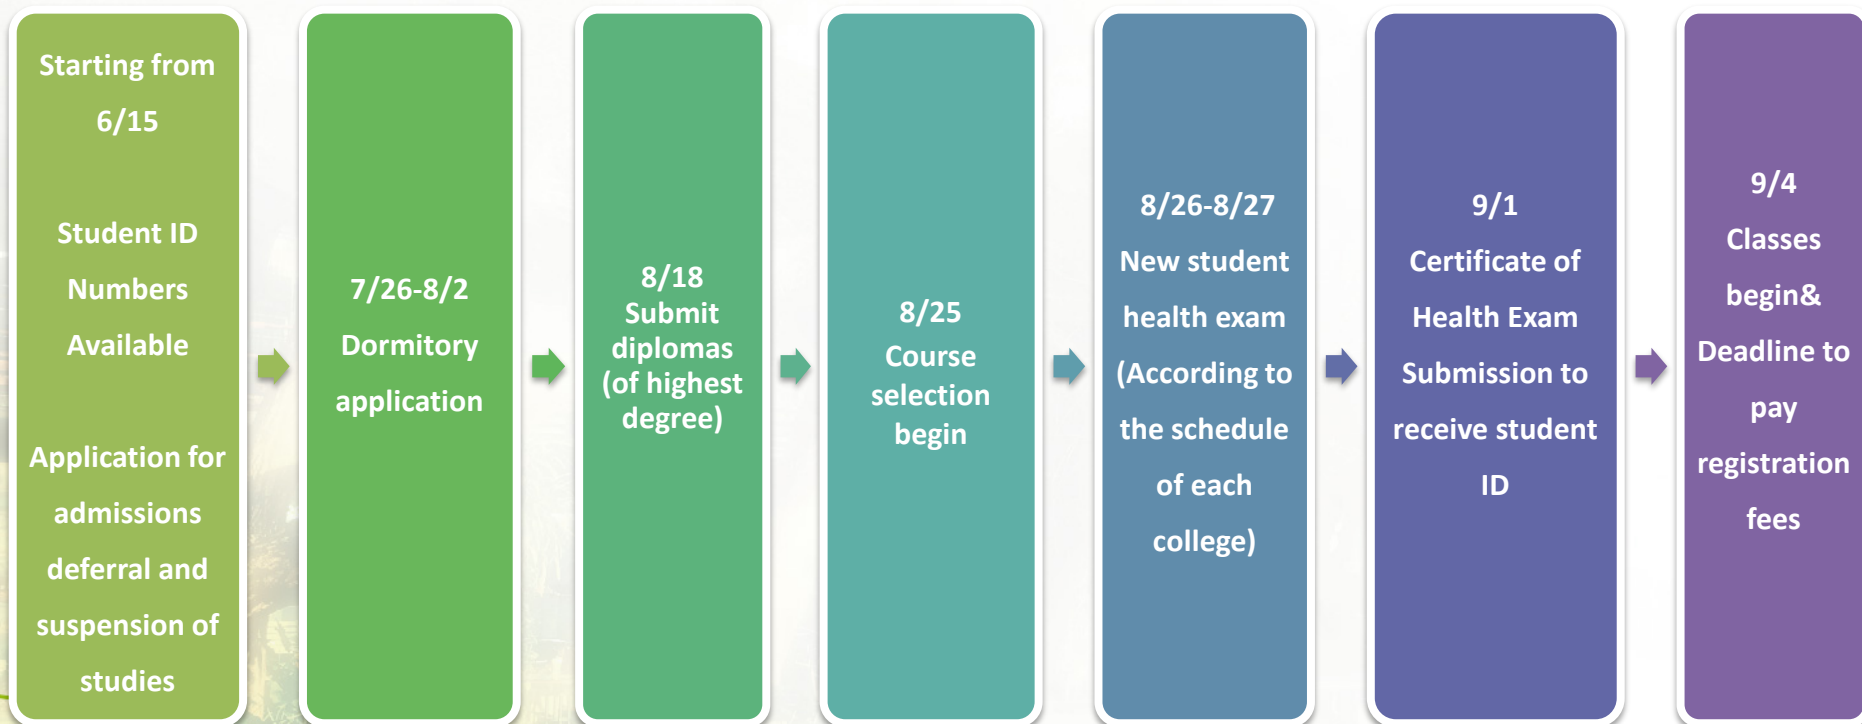 Starting from
6/15
Student ID
Numbers
Available
Application for
admissions
deferral and
suspension of
studies
7/26-8/2
Dormitory
application
8/18
Submit
diplomas
(of highest
degree)
8/25
Course
selection
begin
8/26-8/27
New student
health exam
(According to
the schedule
of each
college)
9/1
Certificate of
Health Exam
Submission to
receive student
ID
9/4
Classes
begin&
Deadline to
pay
registration
fees